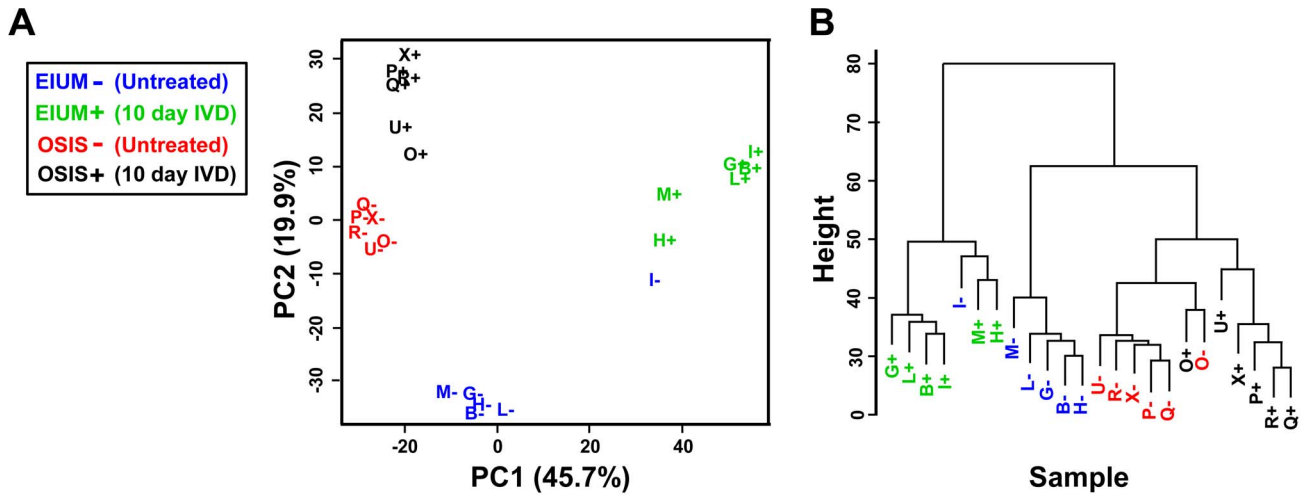 A
EIUM - (Untreated)
EIUM + (10 day IVD)
OSIS - (Untreated)
OSIS + (10 day IVD)
PC2 (19.9%)
30
20
10
0
-10
-20
-30
X+
P+ R+
Q+
U+
O+
Q-
P- X-
R- O-
U-
I+
G+ B+
L+
M+
H+
I-
M- G-
H- L-
B-
-20 0 20 40
PC1 (45.7%)
B
Height
80
70
60
50
40
30
0
G+ L+ B+ I+ I- M+ H+ M- L- G- B- H- U- R- X- P- Q- O+ O- U+ X+ P+ R+ Q+
Sample